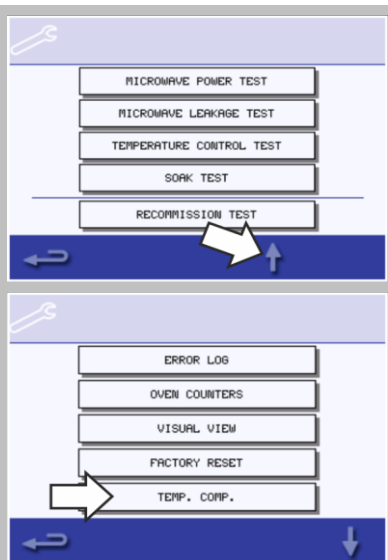 MICROWAVE POWER TEST
MICROWAVE LEAKAGE TEST
TEMPERATURE CONTROL TEST
SOAK TEST
RECOMMISSION TEST
ERROR LOG
OVEN COUNTERS
VISUAL VIEW
FACTORY RESET
TEMP. COMP.